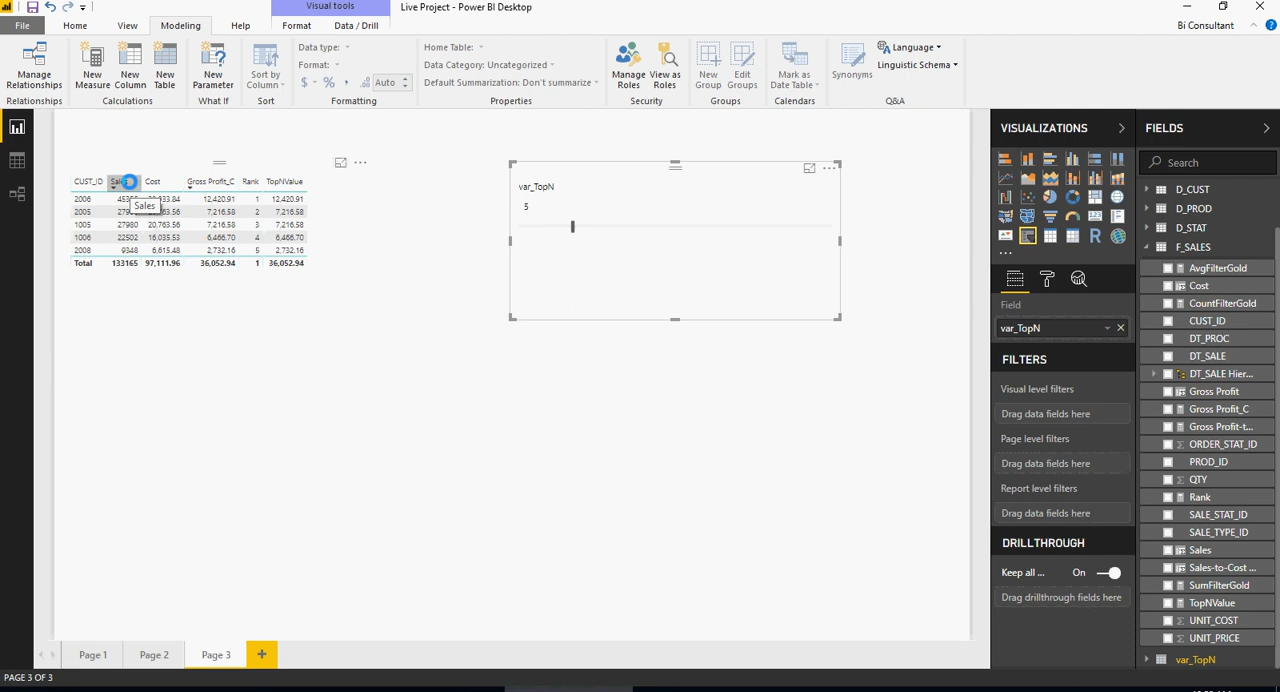 Visual tools
Live Project - Power BI Desktop
File Home View Modeling Help Format Data / Drill
Bi Consultant
Manage Relationships
Relationships
New Measure
New Column
New Table
Calculations
New Parameter
What If
Sort by Column
Sort
Data type:
Format:
$ % , Auto
Formatting
Home Table:
Data Category: Uncategorized
Default Summarization: Don't summarize
Properties
Manage Roles
View as Roles
Security
New Group
Edit Groups
Groups
Mark as Date Table
Calendars
Synonyms
Language
Linguistic Schema
Q&A
CUST_ID Cost Gross Profit_C Rank TopNValue
2006 12,420.91 1 12,420.91
2005 7,216.58 2 7,216.58
1005 27980 20,763.56 7,216.58 3 7,216.58
1006 22502 16,035.53 6,466.70 4 6,466.70
2008 9348 6,615.48 2,732.16 5 2,732.16
Total 133165 97,111.96 36,052.94 1 36,052.94
Sales
var_TopN
5
VISUALIZATIONS
R
Field
var_TopN
FILTERS
Visual level filters
Drag data fields here
Page level filters
Drag data fields here
Report level filters
Drag data fields here
DRILLTHROUGH
Keep all ... On
Drag drillthrough fields here
FIELDS
Search
D_CUST
D_PROD
D_STAT
F_SALES
AvgFilterGold
Cost
CountFilterGold
CUST_ID
DT_PROC
DT_SALE
DT_SALE Hier...
Gross Profit
Gross Profit_C
Gross Profit-t...
ORDER_STAT_ID
PROD_ID
QTY
Rank
SALE_STAT_ID
SALE_TYPE_ID
Sales
Sales-to-Cost ...
SumFilterGold
TopNValue
UNIT_COST
UNIT_PRICE
var_TopN
Page 1 Page 2 Page 3 +
PAGE 3 OF 3